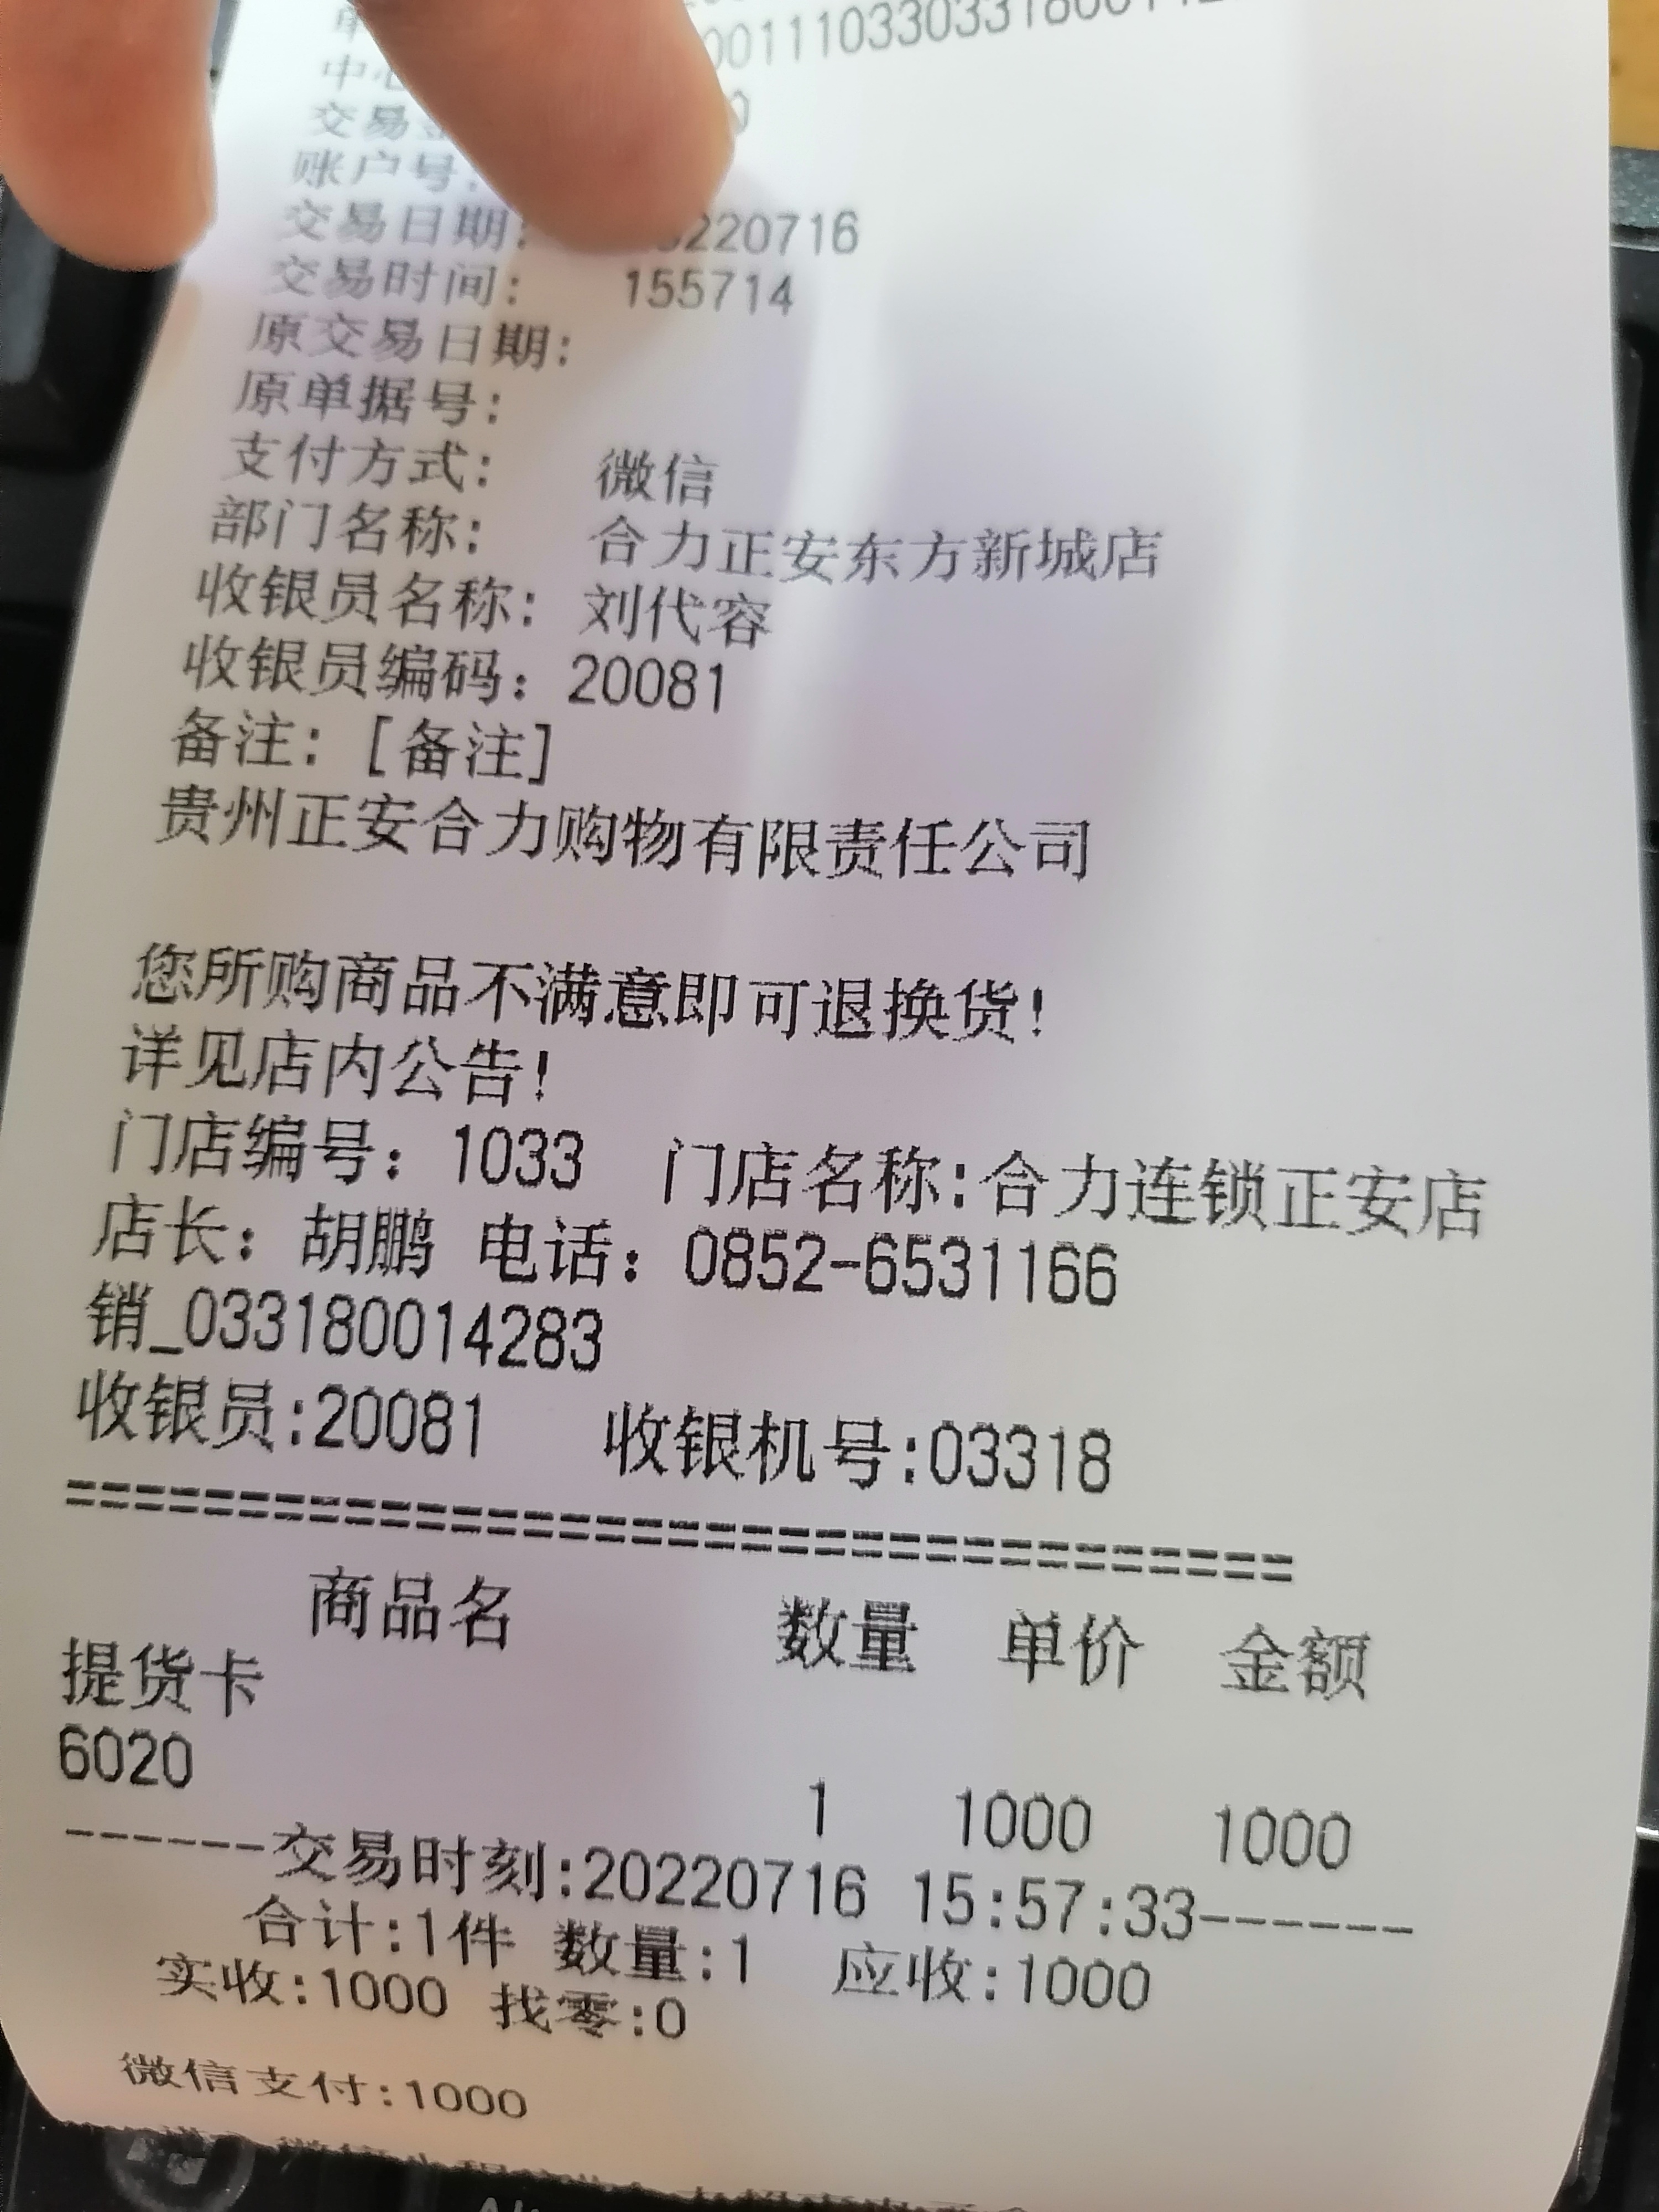 00111033033180014
中心
交易
账户号:
交易日期: 20220716
交易时间: 155714
原交易日期:
原单据号:
支付方式: 微信
部门名称: 合力正安东方新城店
收银员名称: 刘代容
收银员编码: 20081
备注: [备注]
贵州正安合力购物有限责任公司
您所购商品不满意即可退换货!
详见店内公告!
门店编号: 1033 门店名称:合力连锁正安店
店长: 胡鹏 电话: 0852-6531166
销_033180014283
收银员:20081 收银机号:03318
===================================
商品名 数量 单价 金额
提货卡
6020
1 1000 1000
------交易时刻:20220716 15:57:33------
合计:1件 数量:1 应收:1000
实收:1000 找零:0
微信支付:1000